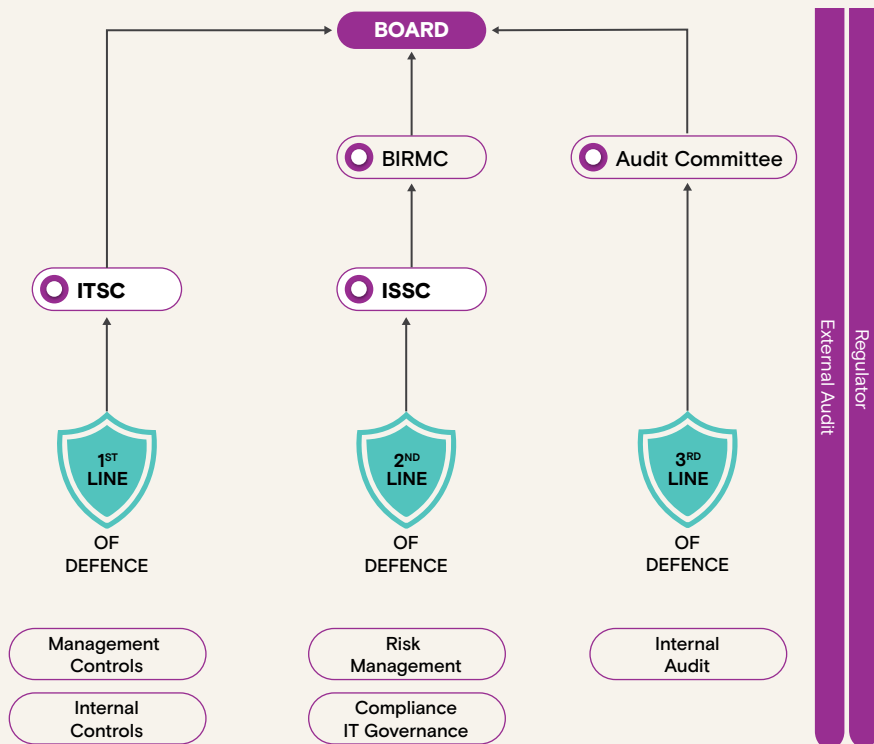 BOARD
BIRMC
Audit Committee
ITSC
ISSC
1ST
LINE
OF
DEFENCE
2ND
LINE
OF
DEFENCE
3RD
LINE
OF
DEFENCE
Management
Controls
Internal
Controls
Risk
Management
Compliance
IT Governance
Internal
Audit
External Audit
Regulator